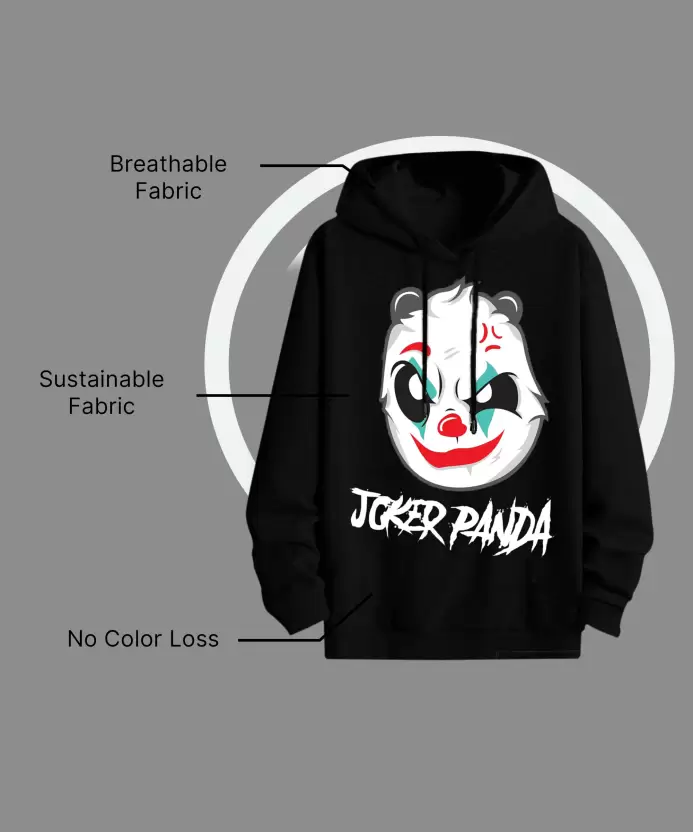 Breathable
Fabric
Sustainable
Fabric
JOKER PANDA
No Color Loss